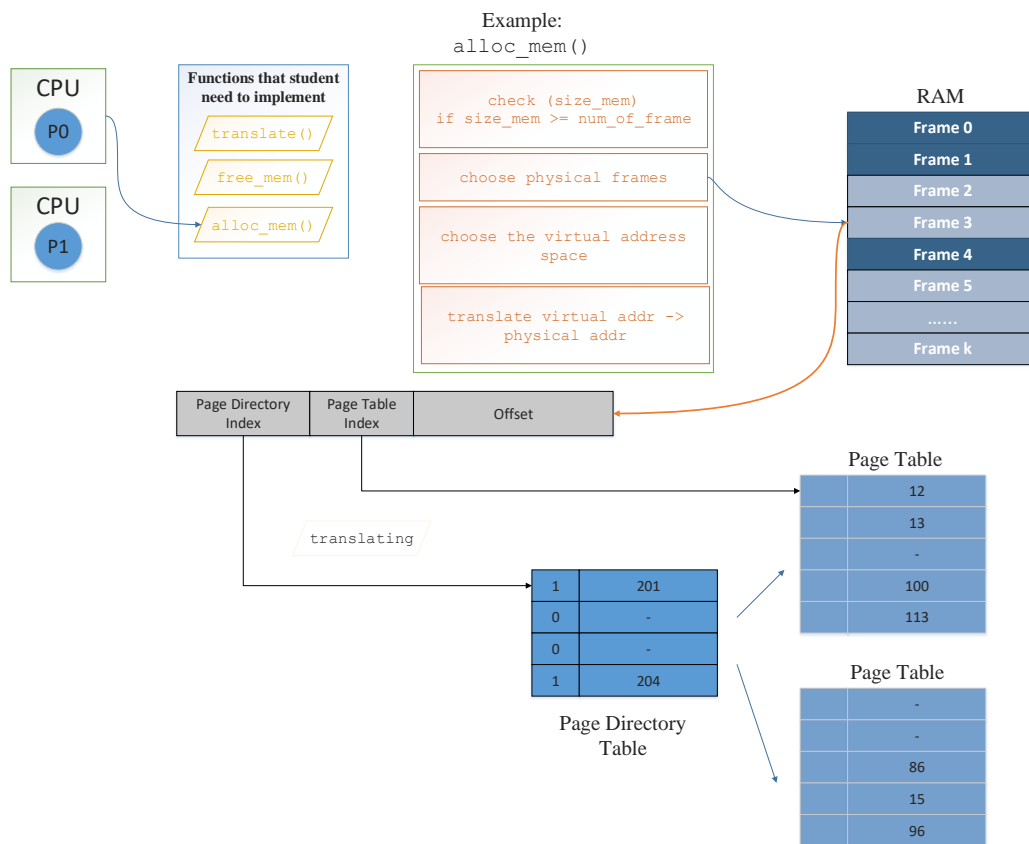 Example:
alloc_mem()
CPU
P0
CPU
P1
Functions that student
need to implement
translate()
free_mem()
alloc_mem()
check (size_mem)
if size_mem >= num_of_frame
choose physical frames
choose the virtual address
space
translate virtual addr ->
physical addr
RAM
Frame 0
Frame 1
Frame 2
Frame 3
Frame 4
Frame 5
......
Frame k
Page Directory
Index
Page Table
Index
Offset
translating
1 201
0 -
0 -
1 204
Page Directory
Table
Page Table
12
13
-
100
113
Page Table
-
-
86
15
96